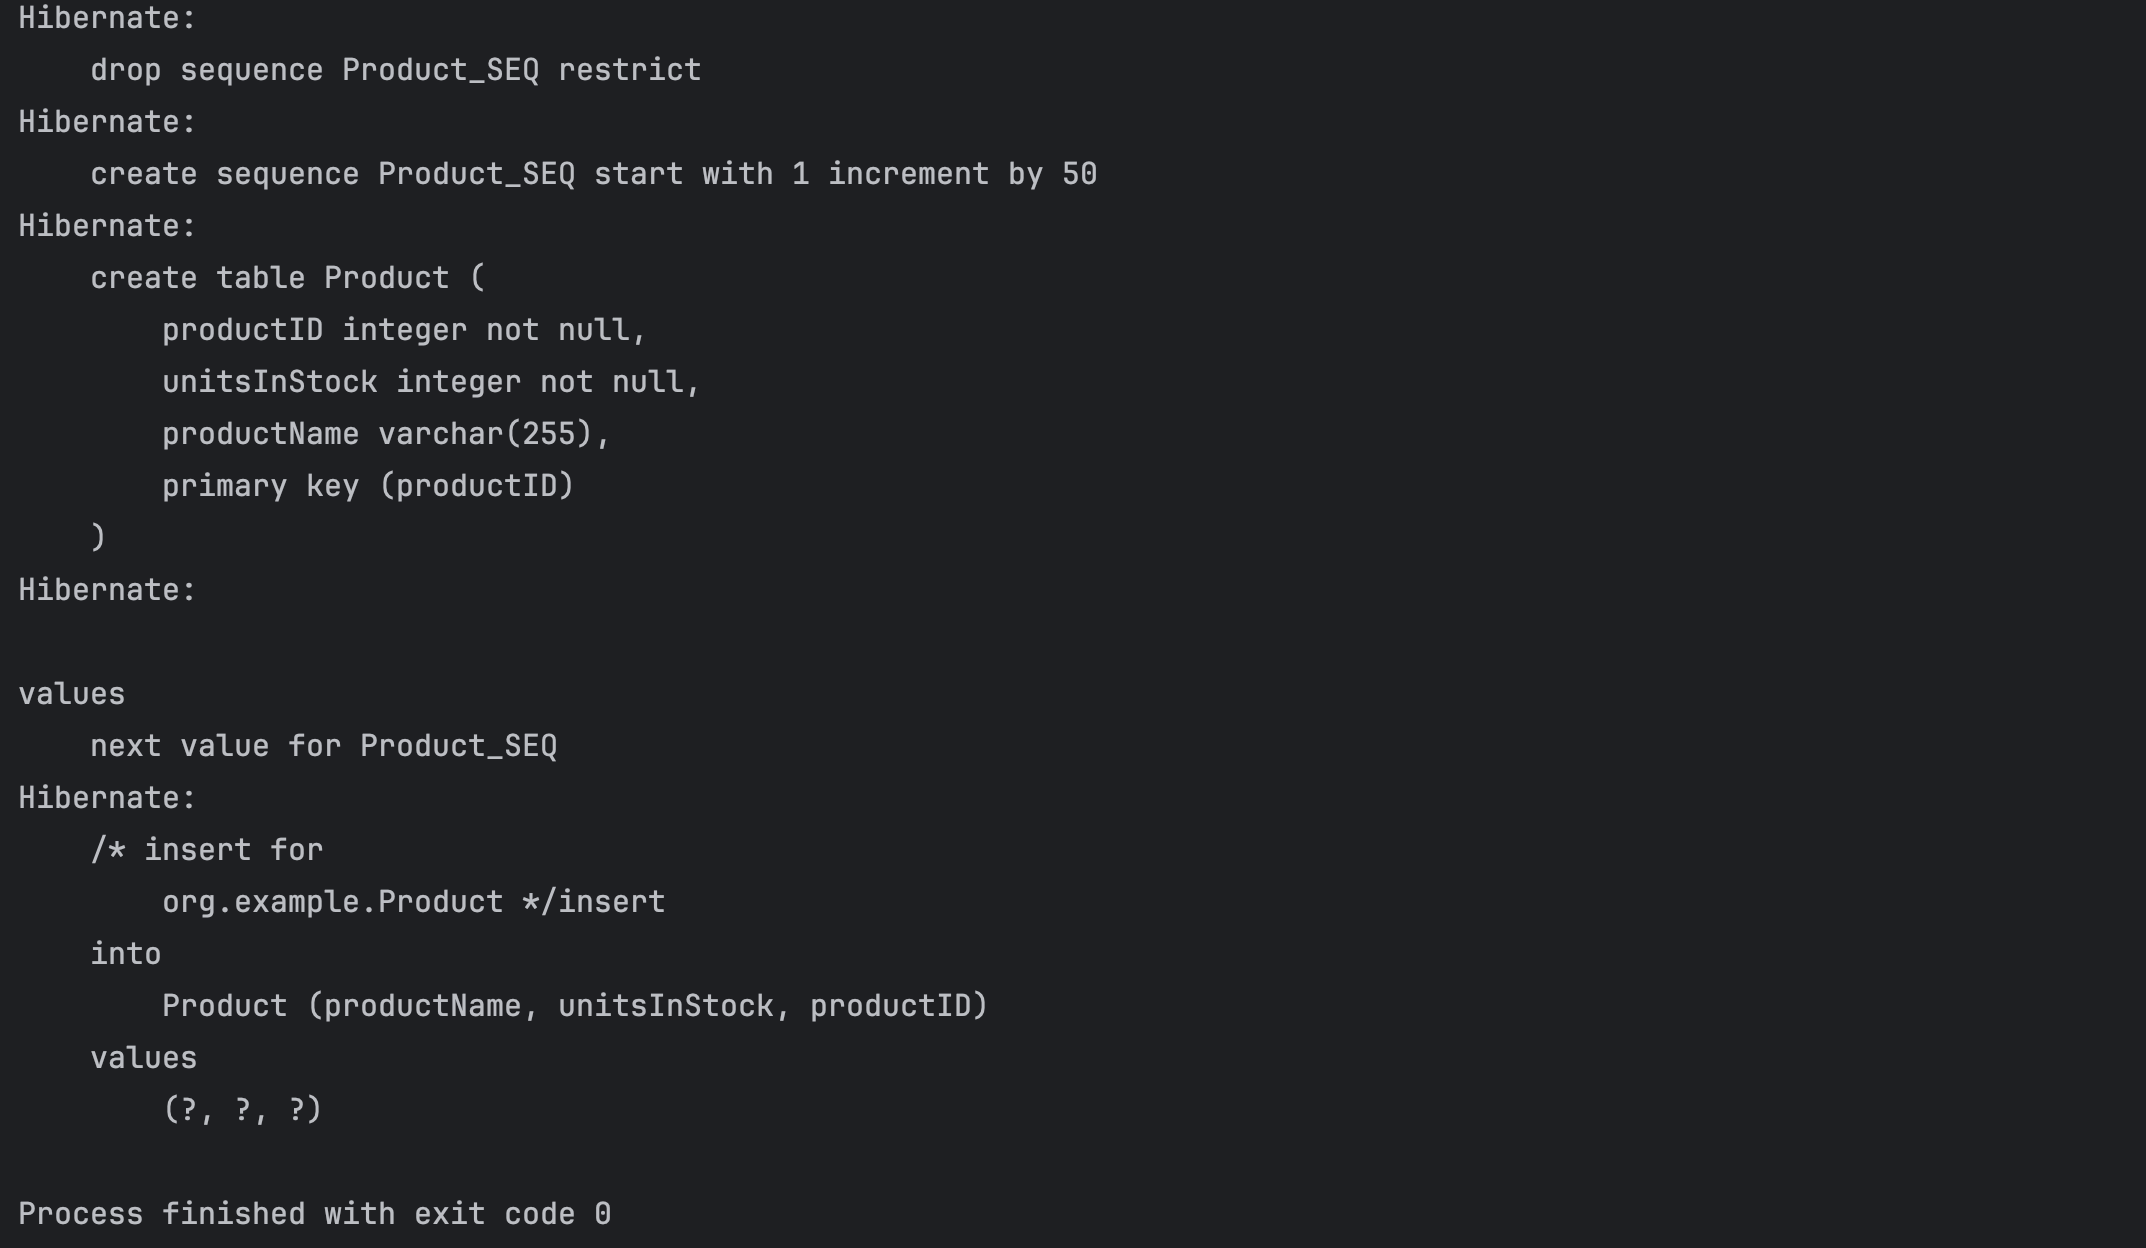 Hibernate:
    drop sequence Product_SEQ restrict
Hibernate:
    create sequence Product_SEQ start with 1 increment by 50
Hibernate:
    create table Product (
        productID integer not null,
        unitsInStock integer not null,
        productName varchar(255),
        primary key (productID)
    )
Hibernate:
values
    next value for Product_SEQ
Hibernate:
    /* insert for
        org.example.Product */insert
    into
        Product (productName, unitsInStock, productID)
    values
        (?, ?, ?)
Process finished with exit code 0